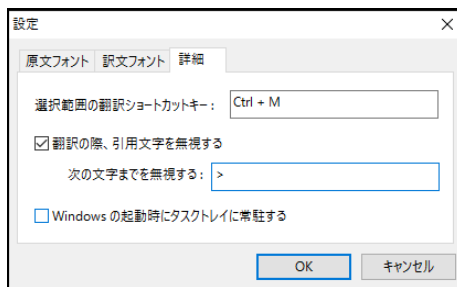 設定
原文フォント 訳文フォント 詳細
選択範囲の翻訳ショートカットキー: Ctrl + M
翻訳の際、引用文字を無視する
次の文字までを無視する: >
Windows の起動時にタスクトレイに常駐する
OK キャンセル